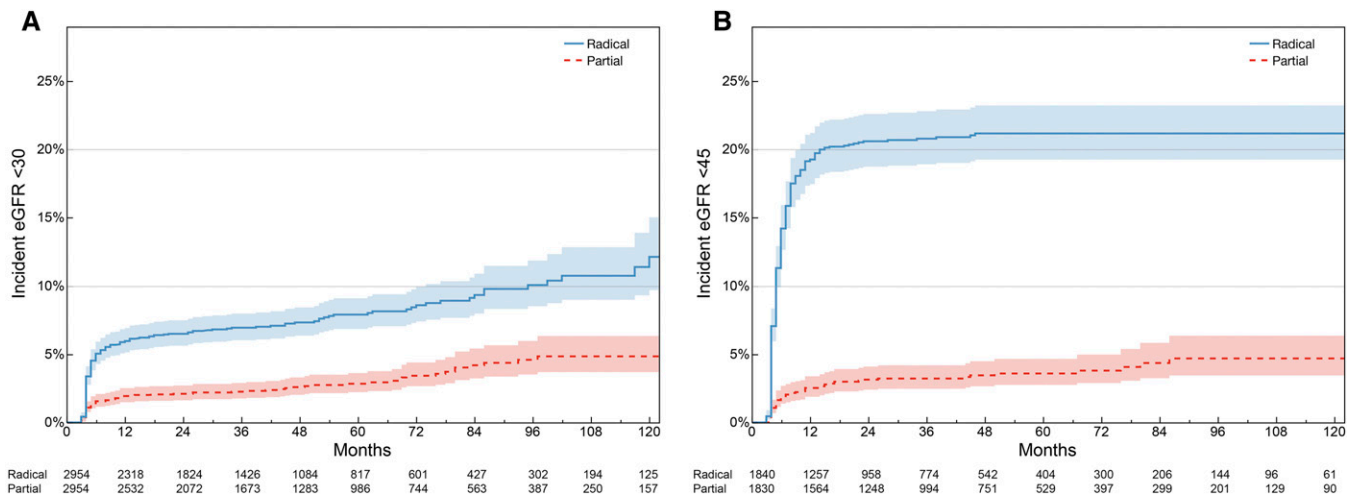 A
Incident eGFR <30
25%
20%
15%
10%
5%
0%
Radical
Partial
0 12 24 36 48 60 72 84 96 108 120
Months
Radical 2954 2318 1824 1426 1084 817 601 427 302 194 125
Partial 2954 2532 2072 1673 1283 986 744 563 387 250 157
B
Incident eGFR <45
25%
20%
15%
10%
5%
0%
Radical
Partial
0 12 24 36 48 60 72 84 96 108 120
Months
Radical 1840 1257 958 774 542 404 300 206 144 96 61
Partial 1830 1564 1248 994 751 529 397 299 201 129 90